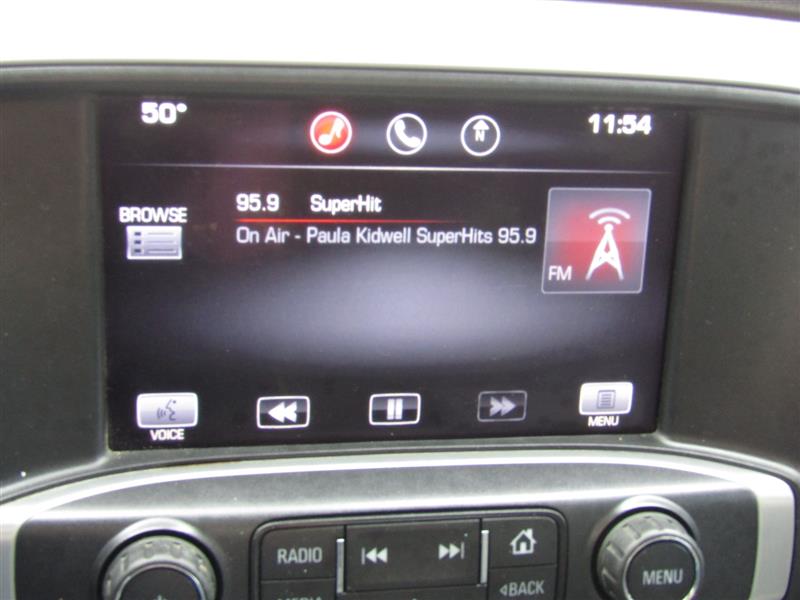 50°
11:54
N
95.9 SuperHit
BROWSE
On Air - Paula Kidwell SuperHits 95.9
FM
VOICE
MENU
RADIO
MENU
BACK